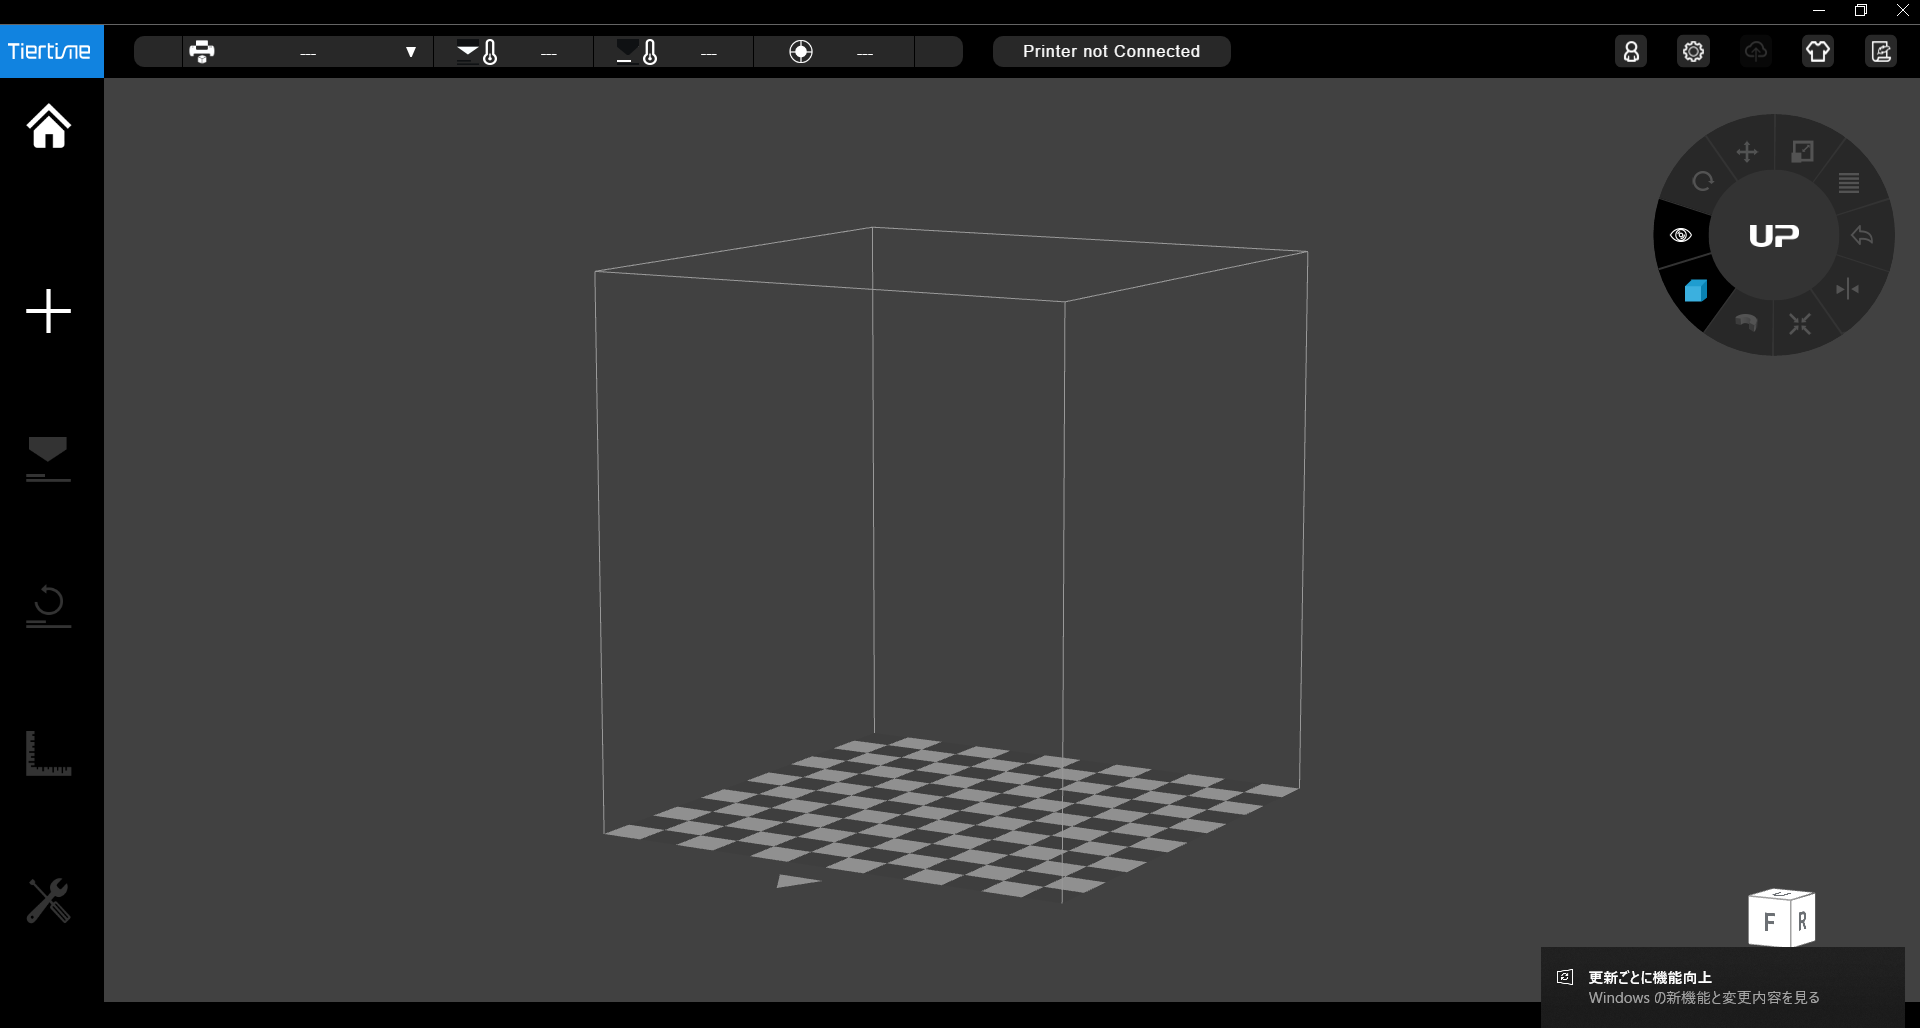 Tiertime
---
---
---
---
Printer not Connected
UP
U
F
R
更新ごとに機能向上
Windows の新機能と変更内容を見る